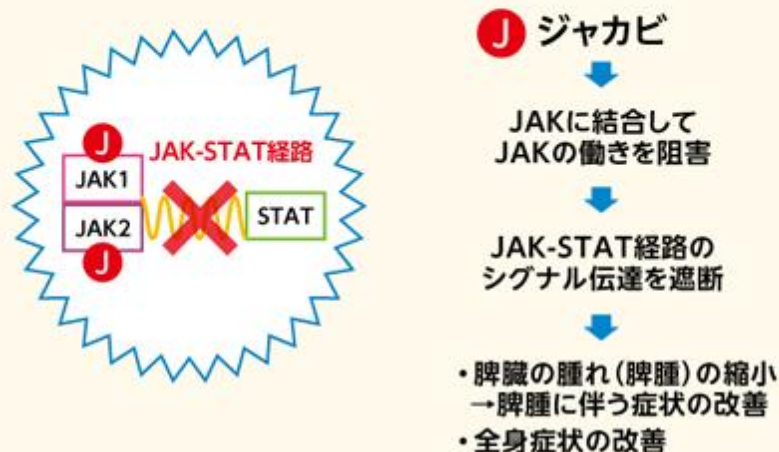 J
JAK-STAT経路
JAK1
JAK2
STAT
J
J ジャカビ
JAKに結合して
JAKの働きを阻害
JAK-STAT経路の
シグナル伝達を遮断
・脾臓の腫れ（脾腫）の縮小
→脾腫に伴う症状の改善
・全身症状の改善